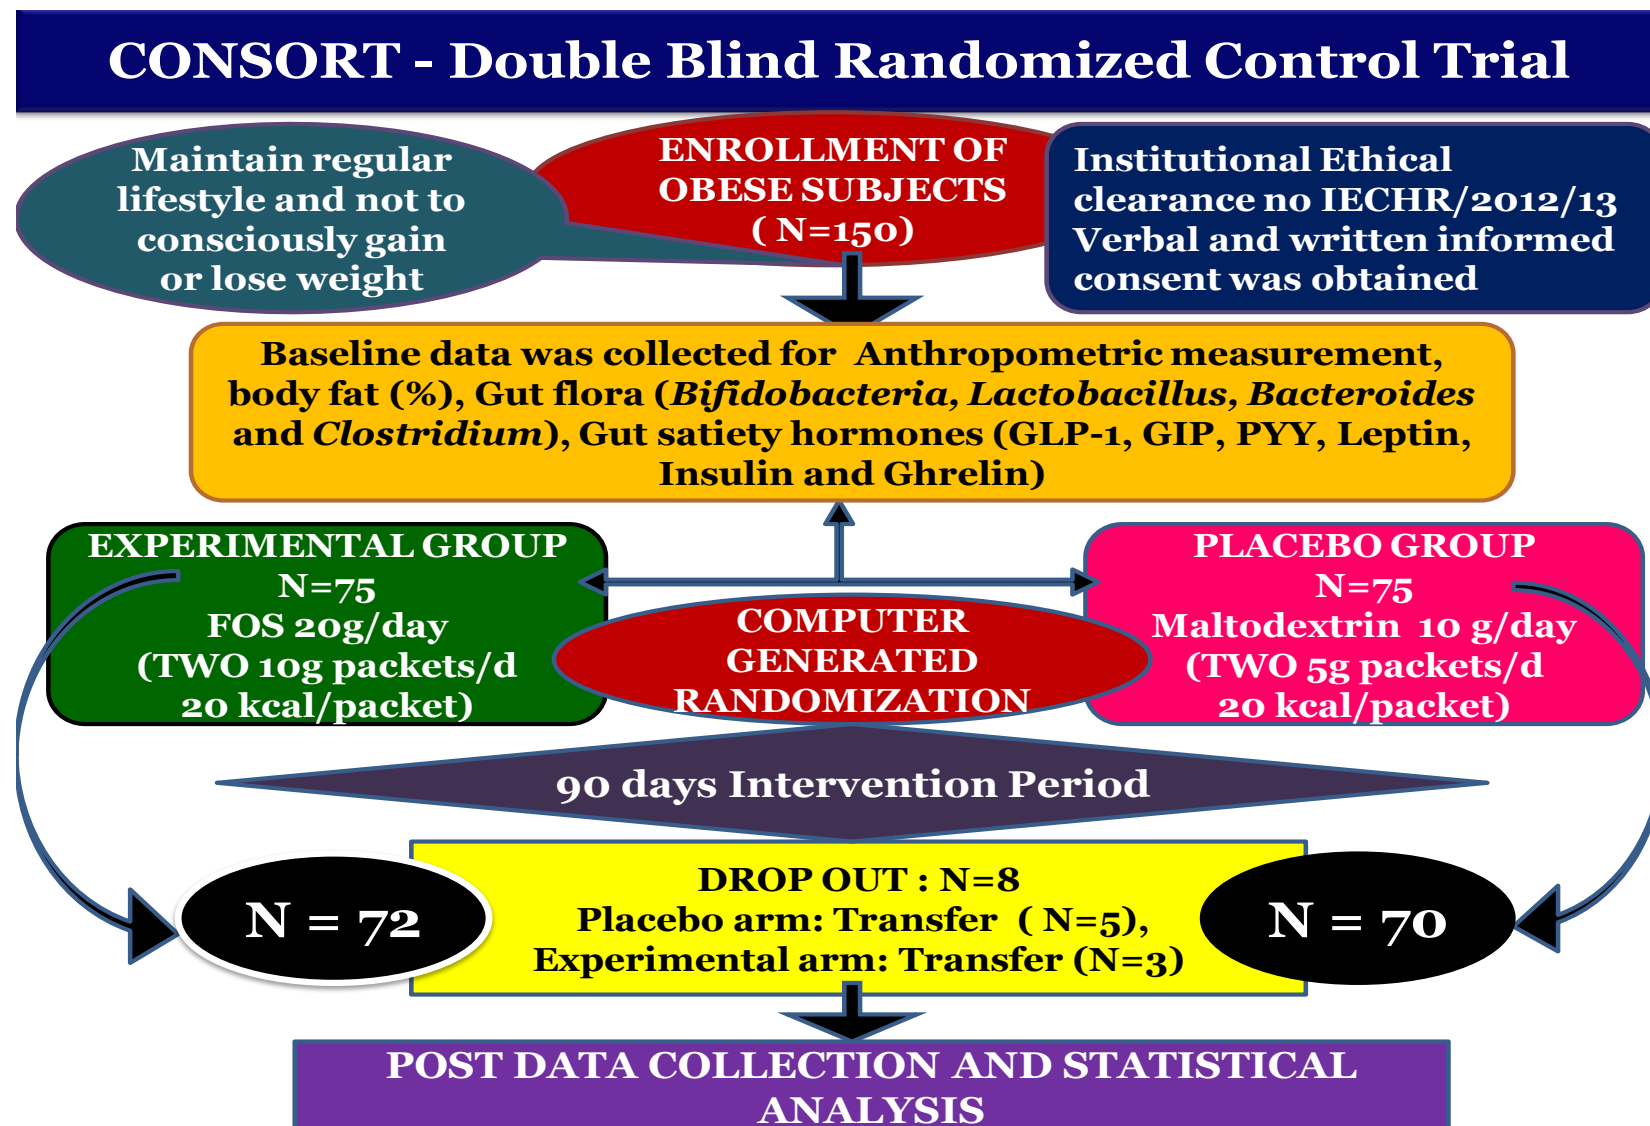 CONSORT - Double Blind Randomized Control Trial
Maintain regular
lifestyle and not to
consciously gain
or lose weight
ENROLLMENT OF
OBESE SUBJECTS
( N=150)
Institutional Ethical
clearance no IECHR/2012/13
Verbal and written informed
consent was obtained
Baseline data was collected for Anthropometric measurement,
body fat (%), Gut flora (Bifidobacteria, Lactobacillus, Bacteroides
and Clostridium), Gut satiety hormones (GLP-1, GIP, PYY, Leptin,
Insulin and Ghrelin)
EXPERIMENTAL GROUP
N=75
FOS 20g/day
(TWO 10g packets/d
20 kcal/packet)
COMPUTER
GENERATED
RANDOMIZATION
PLACEBO GROUP
N=75
Maltodextrin 10 g/day
(TWO 5g packets/d
20 kcal/packet)
90 days Intervention Period
N = 72
DROP OUT : N=8
Placebo arm: Transfer ( N=5),
Experimental arm: Transfer (N=3)
N = 70
POST DATA COLLECTION AND STATISTICAL
ANALYSIS